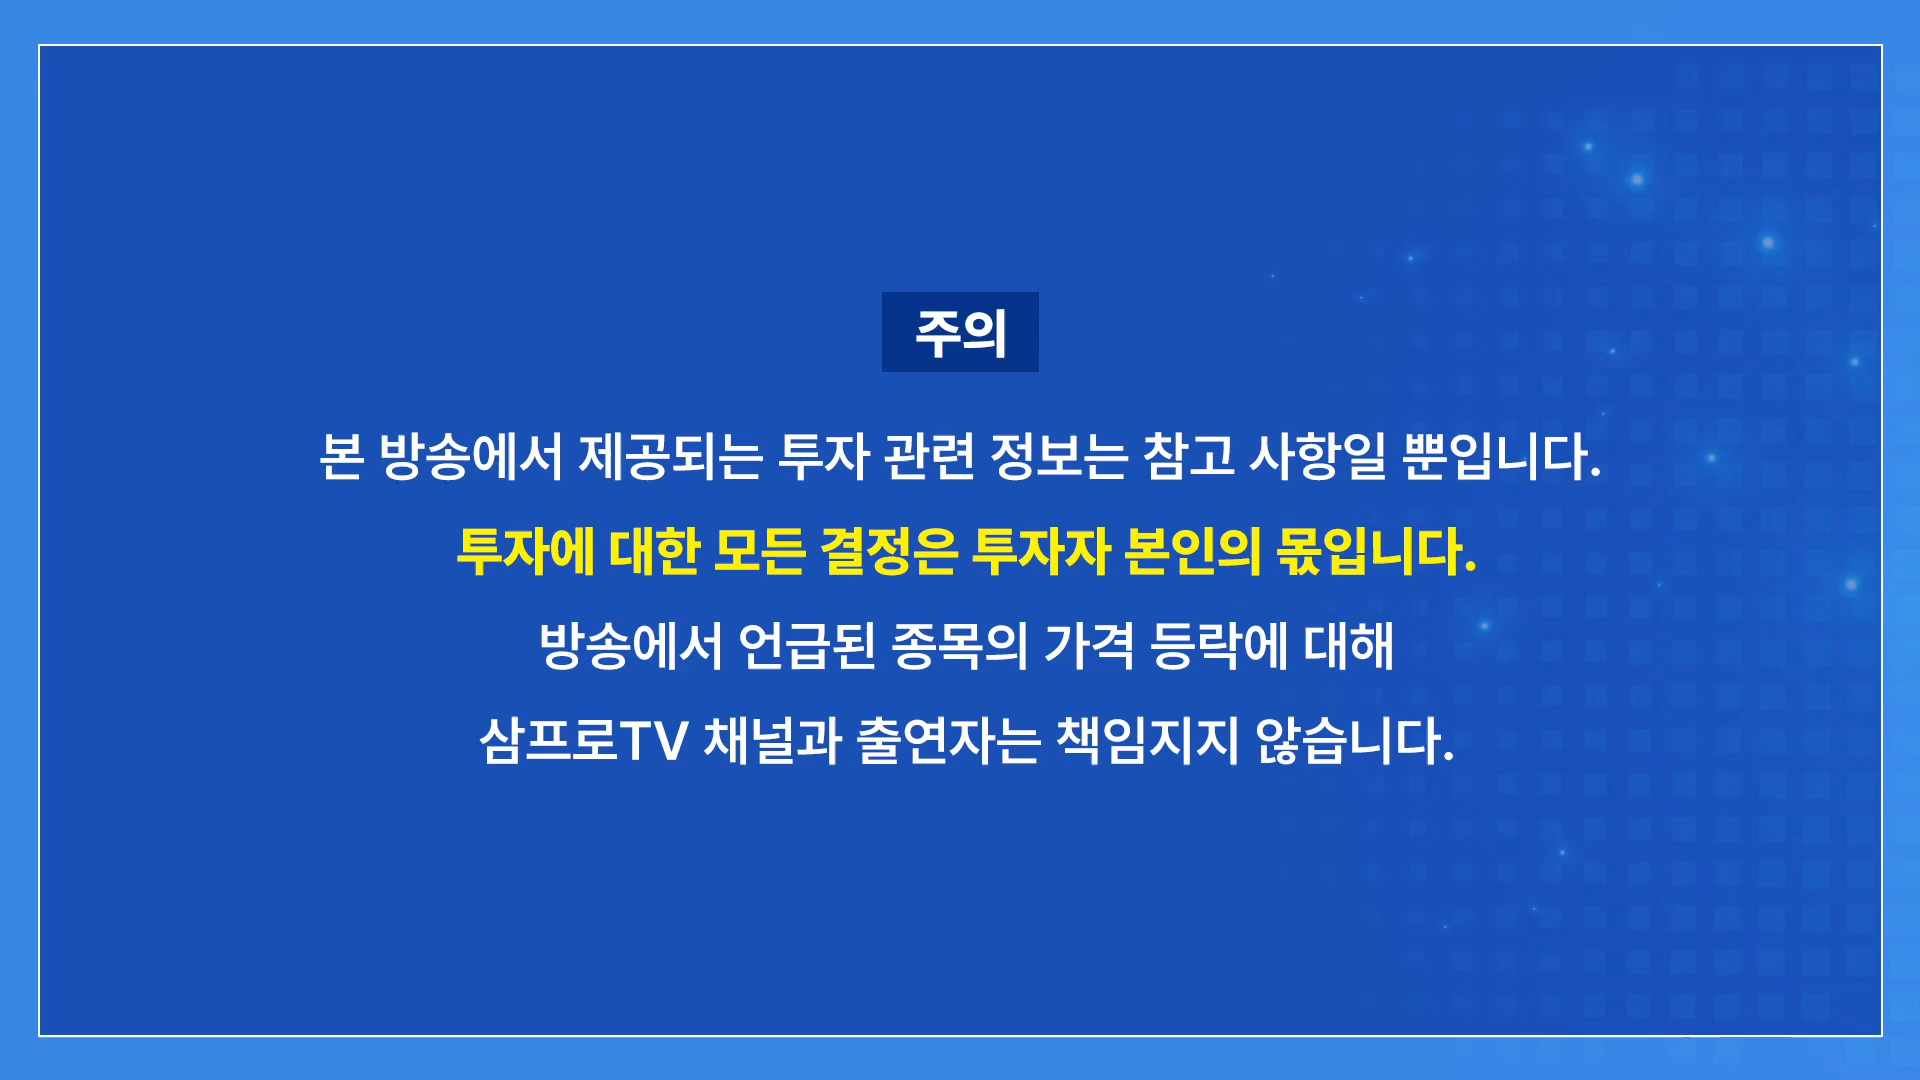 주의
본 방송에서 제공되는 투자 관련 정보는 참고 사항일 뿐입니다.
투자에 대한 모든 결정은 투자자 본인의 몫입니다.
방송에서 언급된 종목의 가격 등락에 대해
삼프로TV 채널과 출연자는 책임지지 않습니다.